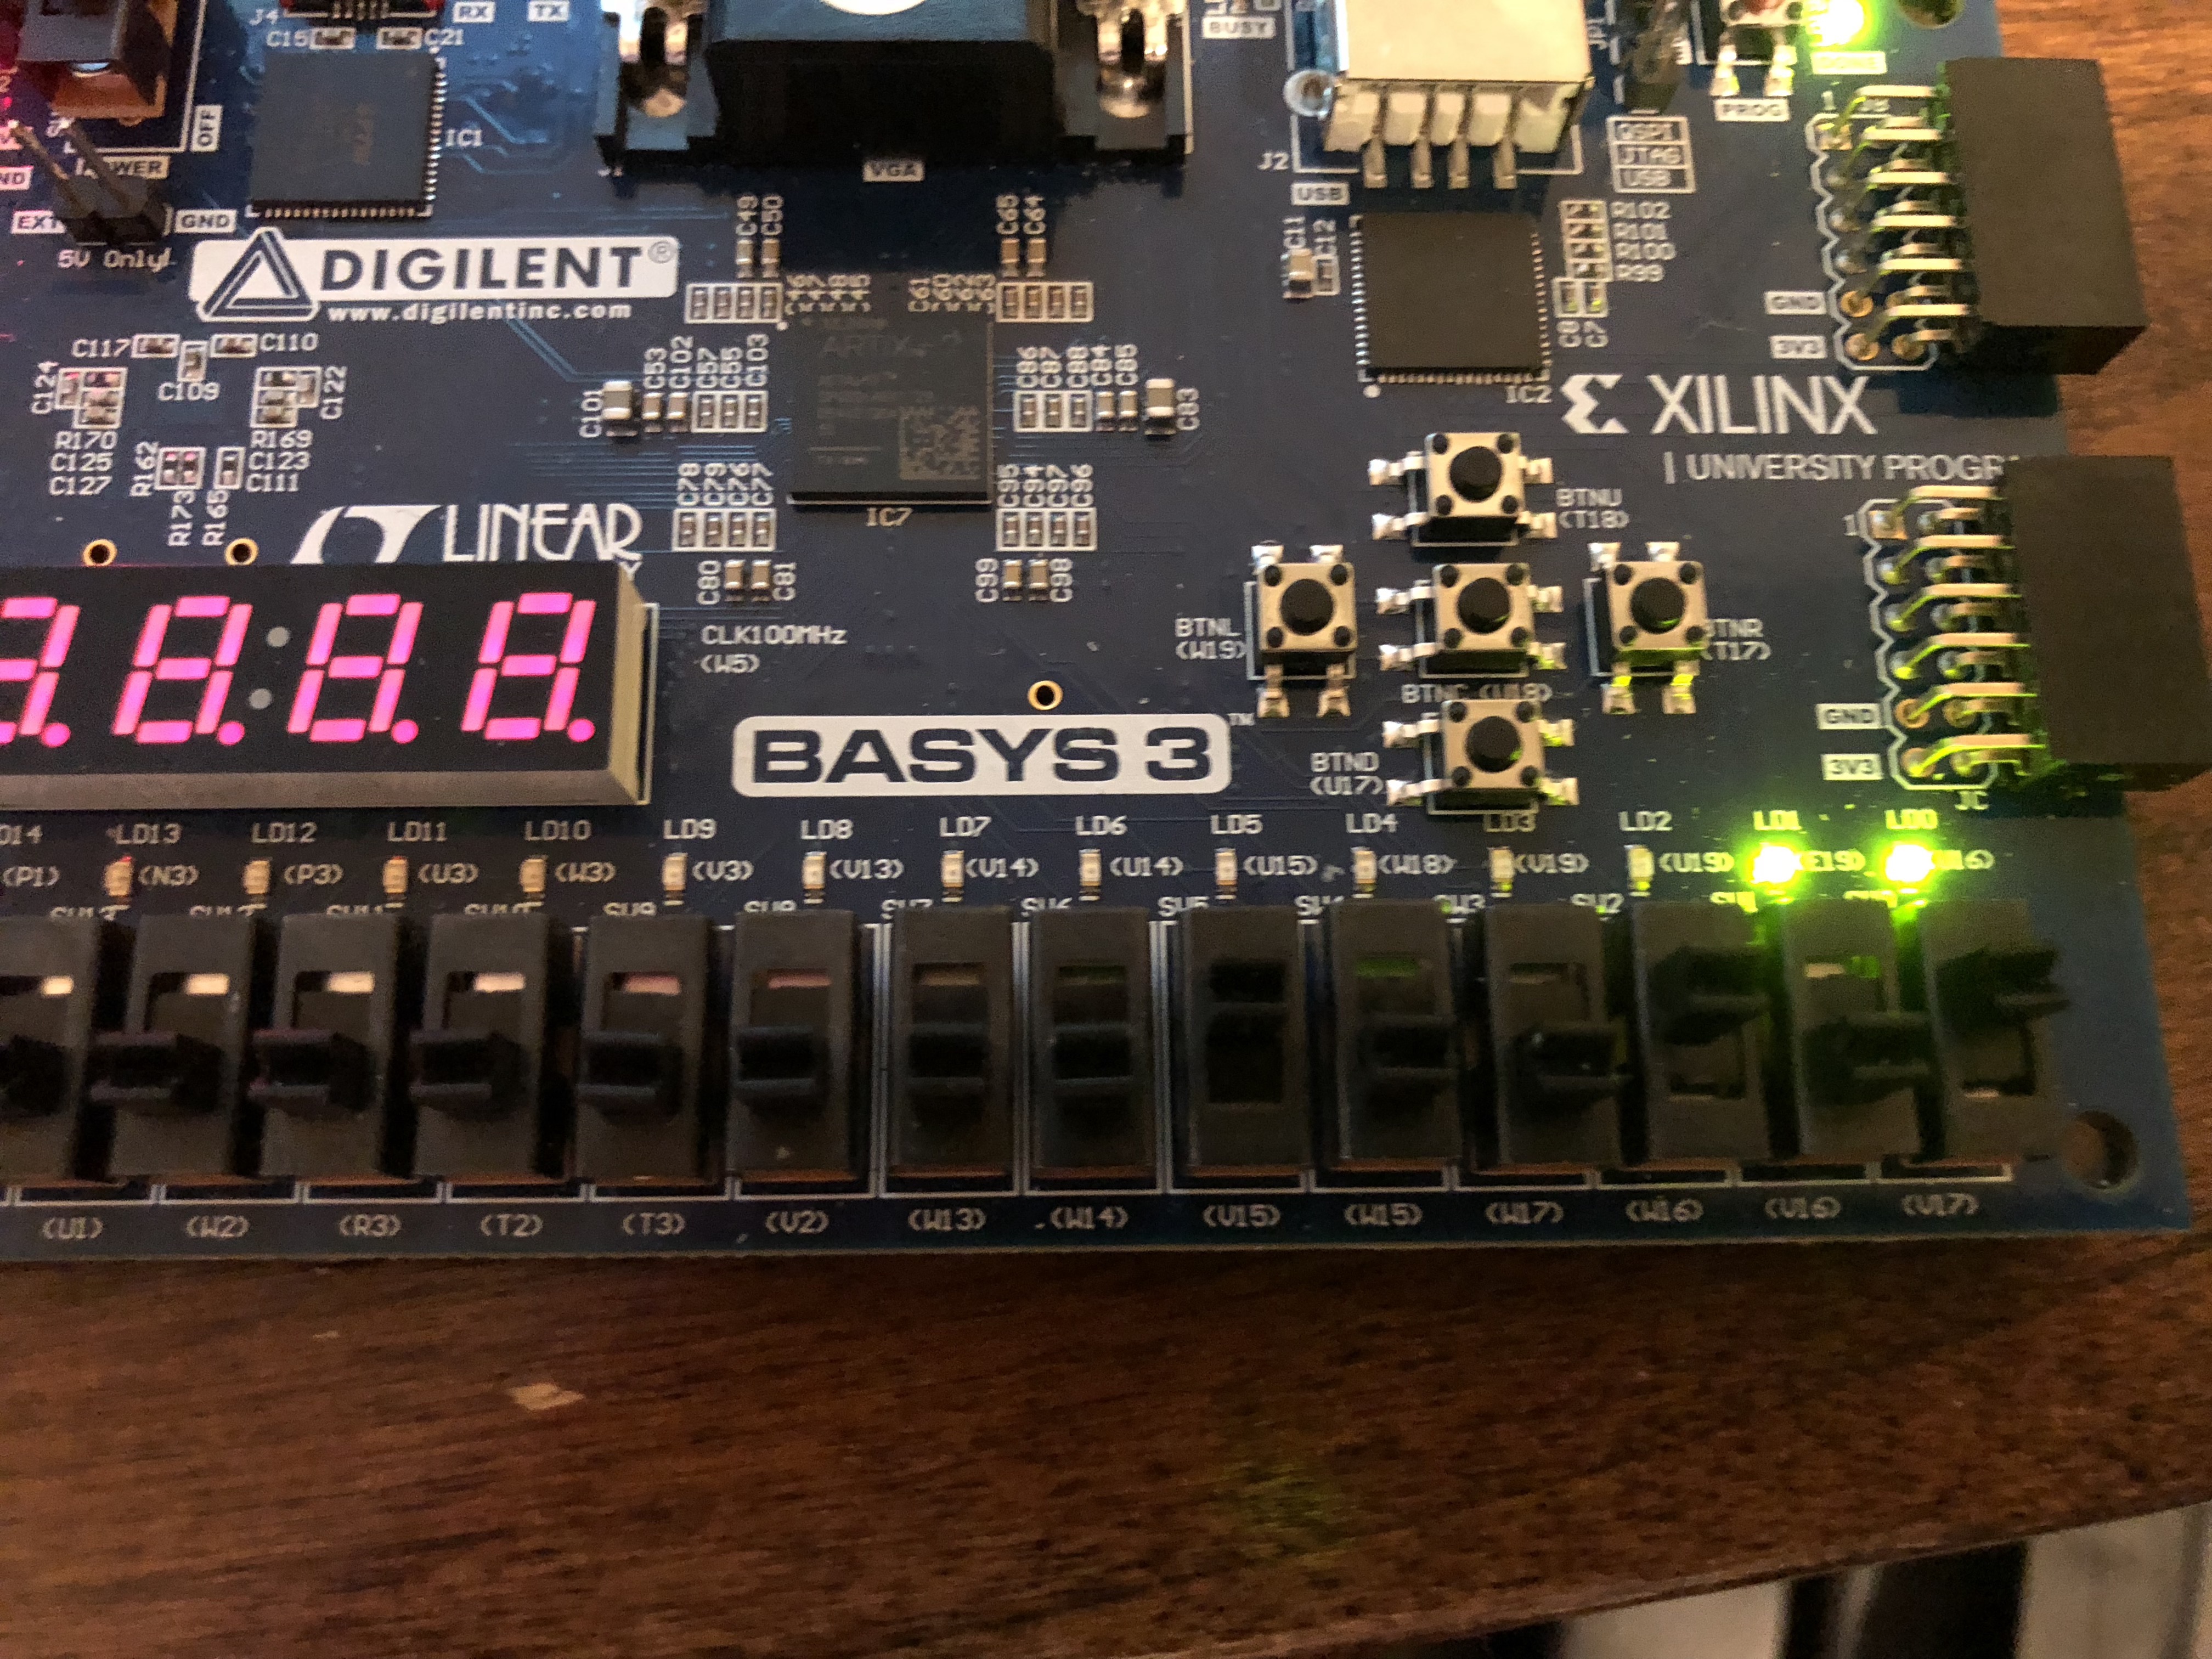 J4
RX
TX
BUSY
C15
C21
OFF
IC1
PROG
POWER
VGA
J2
USB
QSPI
JTAG
USB
EXT
GND
5V Only!
C49
C50
C65
C64
C11
C12
R102
R101
R100
R99
DIGILENT®
www.digilentinc.com
GND
3V3
C117
C110
C109
C124
C122
ARTIX
C53
C102
C57
C55
C103
C101
C86
C87
C88
C84
C85
C83
IC2
XILINX
UNIVERSITY PROGR
R170
C125
C127
R162
R173
R165
R169
C123
C111
C78
C79
C76
C77
IC7
C95
C94
C97
C96
BTNU
(T18)
LINEAR
C80
C81
C99
C98
CLK100MHz
(W5)
BTNL
(W19)
BTNR
(T17)
BTNC (U18)
BASYS 3™
BTND
(U17)
GND
3V3
JC
LD13 LD12 LD11 LD10 LD9 LD8 LD7 LD6 LD5 LD4 LD3 LD2 LD1 LD0
(P1) (N3) (P3) (U3) (W3) (V3) (V13) (V14) (U14) (U15) (W18) (V19) (U19) (E19)
(U1) (W2) (R3) (T2) (T3) (V2) (W13) (W14) (V15) (W15) (W17) (W16) (V16) (V17)